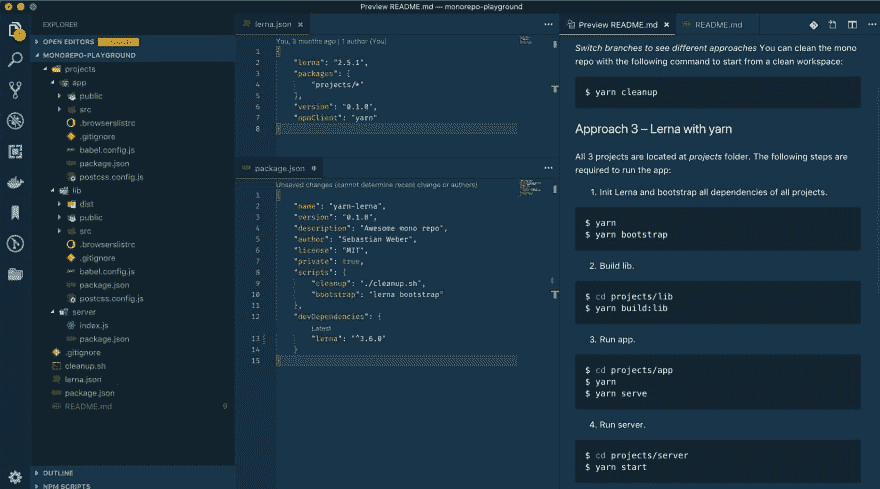 Preview README.md — monorepo-playground
EXPLORER
OPEN EDITORS
MONOREPO-PLAYGROUND
projects
app
public
src
.browserslistrc
.gitignore
babel.config.js
package.json
postcss.config.js
lib
dist
public
src
.browserslistrc
.gitignore
babel.config.js
package.json
postcss.config.js
server
index.js
package.json
.gitignore
cleanup.sh
lerna.json
package.json
README.md 9
OUTLINE
NPM SCRIPTS
lerna.json
You, 3 months ago | 1 author (You)
1 {
2 "lerna": "2.5.1",
3 "packages": [
4 "projects/*"
5 ],
6 "version": "0.1.0",
7 "npmClient": "yarn"
8 }
package.json
Unsaved changes (cannot determine recent change or authors)
1 {
2 "name": "yarn-lerna",
3 "version": "0.1.0",
4 "description": "Awesome mono repo",
5 "author": "Sebastian Weber",
6 "license": "MIT",
7 "private": true,
8 "scripts": {
9 "cleanup": "./cleanup.sh",
10 "bootstrap": "lerna bootstrap"
11 },
12 "devDependencies": {
Latest
13 "lerna": "^3.6.0"
14 }
15 }
Preview README.md
README.md
Switch branches to see different approaches You can clean the mono
repo with the following command to start from a clean workspace:
$ yarn cleanup
Approach 3 – Lerna with yarn
All 3 projects are located at projects folder. The following steps are
required to run the app:
1. Init Lerna and bootstrap all dependencies of all projects.
$ yarn
$ yarn bootstrap
2. Build lib.
$ cd projects/lib
$ yarn build:lib
3. Run app.
$ cd projects/app
$ yarn
$ yarn serve
4. Run server.
$ cd projects/server
$ yarn start